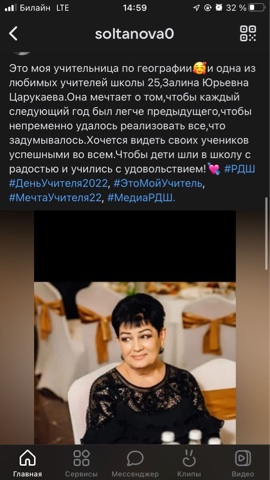 Билайн LTE 14:59 32 %
soltanova0
Это моя учительница по географии🥰и одна из
любимых учителей школы 25,Залина Юрьевна
Царукаева.Она мечтает о том,чтобы каждый
следующий год был легче предыдущего,чтобы
непременно удалось реализовать все,что
задумывалось.Хочется видеть своих учеников
успешными во всем.Чтобы дети шли в школу с
радостью и учились с удовольствием!💘 #РДШ
#ДеньУчителя2022, #ЭтоМойУчитель,
#МечтаУчителя22, #МедиаРДШ.
Главная Сервисы Мессенджер Клипы Видео